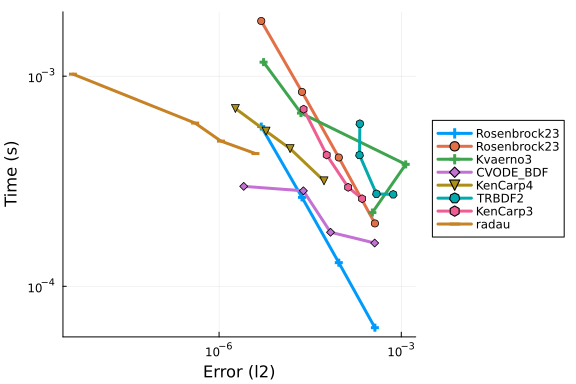 10⁻³
Time (s)
10⁻⁴
10⁻⁶
10⁻³
Error (l2)
Rosenbrock23
Rosenbrock23
Kvaerno3
CVODE_BDF
KenCarp4
TRBDF2
KenCarp3
radau